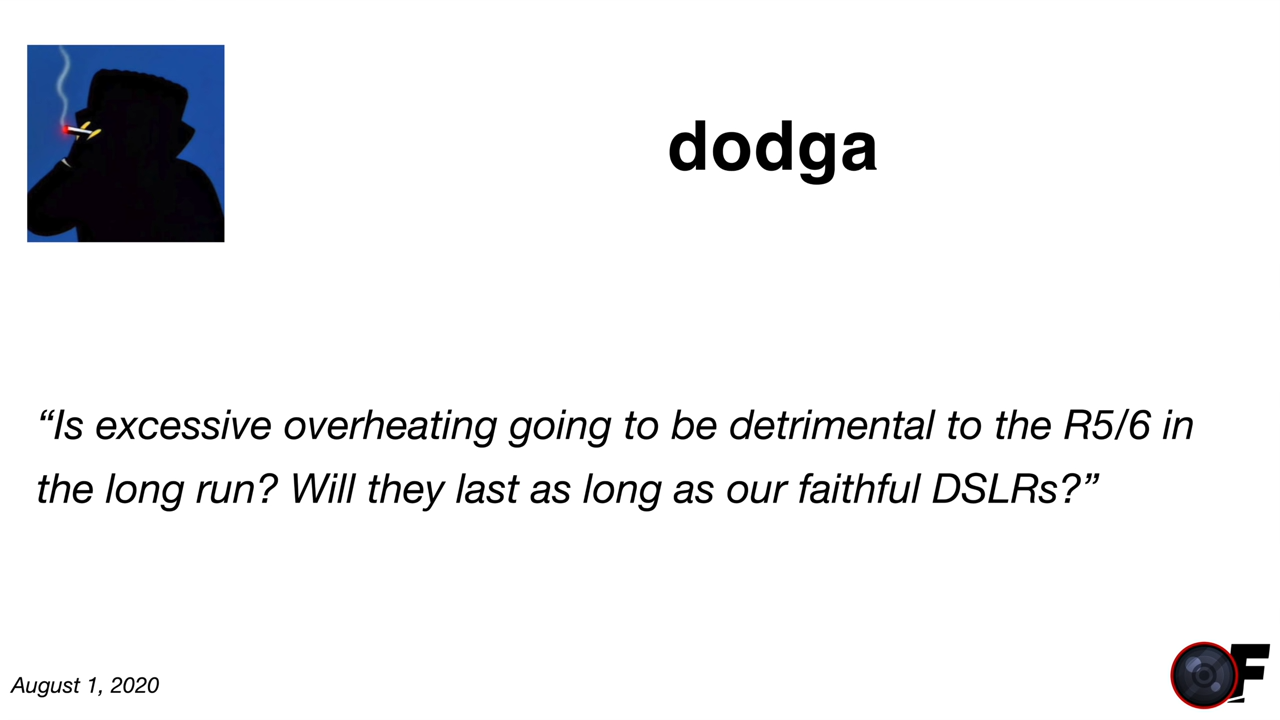 dodga
“Is excessive overheating going to be detrimental to the R5/6 in
the long run? Will they last as long as our faithful DSLRs?”
August 1, 2020
F